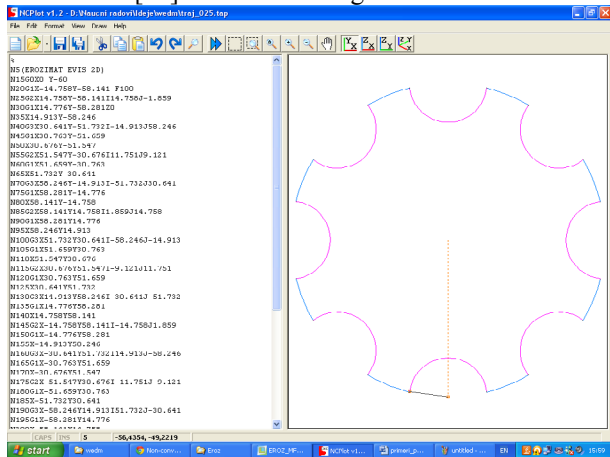 NCPlot v1.2 - D:\Naucni radovi\Ideje\wedm\traj_025.tap
File Edit Format View Draw Help
%
N5(EROZIMAT EVIS 2D)
N15G0X0 Y-60
N20G1X-14.758Y-58.141 F100
N25G2X14.758Y-58.141I14.758J-1.859
N30G1X14.776Y-58.281Z0
N35X14.913Y-58.246
N40G3X30.641Y-51.732I-14.913J58.246
N45G1X30.763Y-51.659
N50X30.676Y-51.547
N55G2X51.547Y-30.676I11.751J9.121
N60G1X51.659Y-30.763
N65X51.732Y-30.641
N70G3X58.246Y-14.913I-51.732J30.641
N75G1X58.281Y-14.776
N80X58.141Y-14.758
N85G2X58.141Y14.758I1.859J14.758
N90G1X58.281Y14.776
N95X58.246Y14.913
N100G3X51.732Y30.641I-58.246J-14.913
N105G1X51.659Y30.763
N110X51.547Y30.676
N115G2X30.676Y51.547I-9.121J11.751
N120G1X30.763Y51.659
N125X30.641Y51.732
N130G3X14.913Y58.246I-30.641J-51.732
N135G1X14.776Y58.281
N140X14.758Y58.141
N145G2X-14.758Y58.141I-14.758J1.859
N150G1X-14.776Y58.281
N155X-14.913Y58.246
N160G3X-30.641Y51.732I14.913J-58.246
N165G1X-30.763Y51.659
N170X-30.676Y51.547
N175G2X-51.547Y30.676I-11.751J-9.121
N180G1X-51.659Y30.763
N185X-51.732Y30.641
N190G3X-58.246Y14.913I51.732J-30.641
N195G1X-58.281Y14.776
CAPS INS 5 -56,4354, -49,2219
start wedm Non-conv... Eroz EROZ_MF... NCPlot v1... primeri_p... untitled - ... EN 15:59